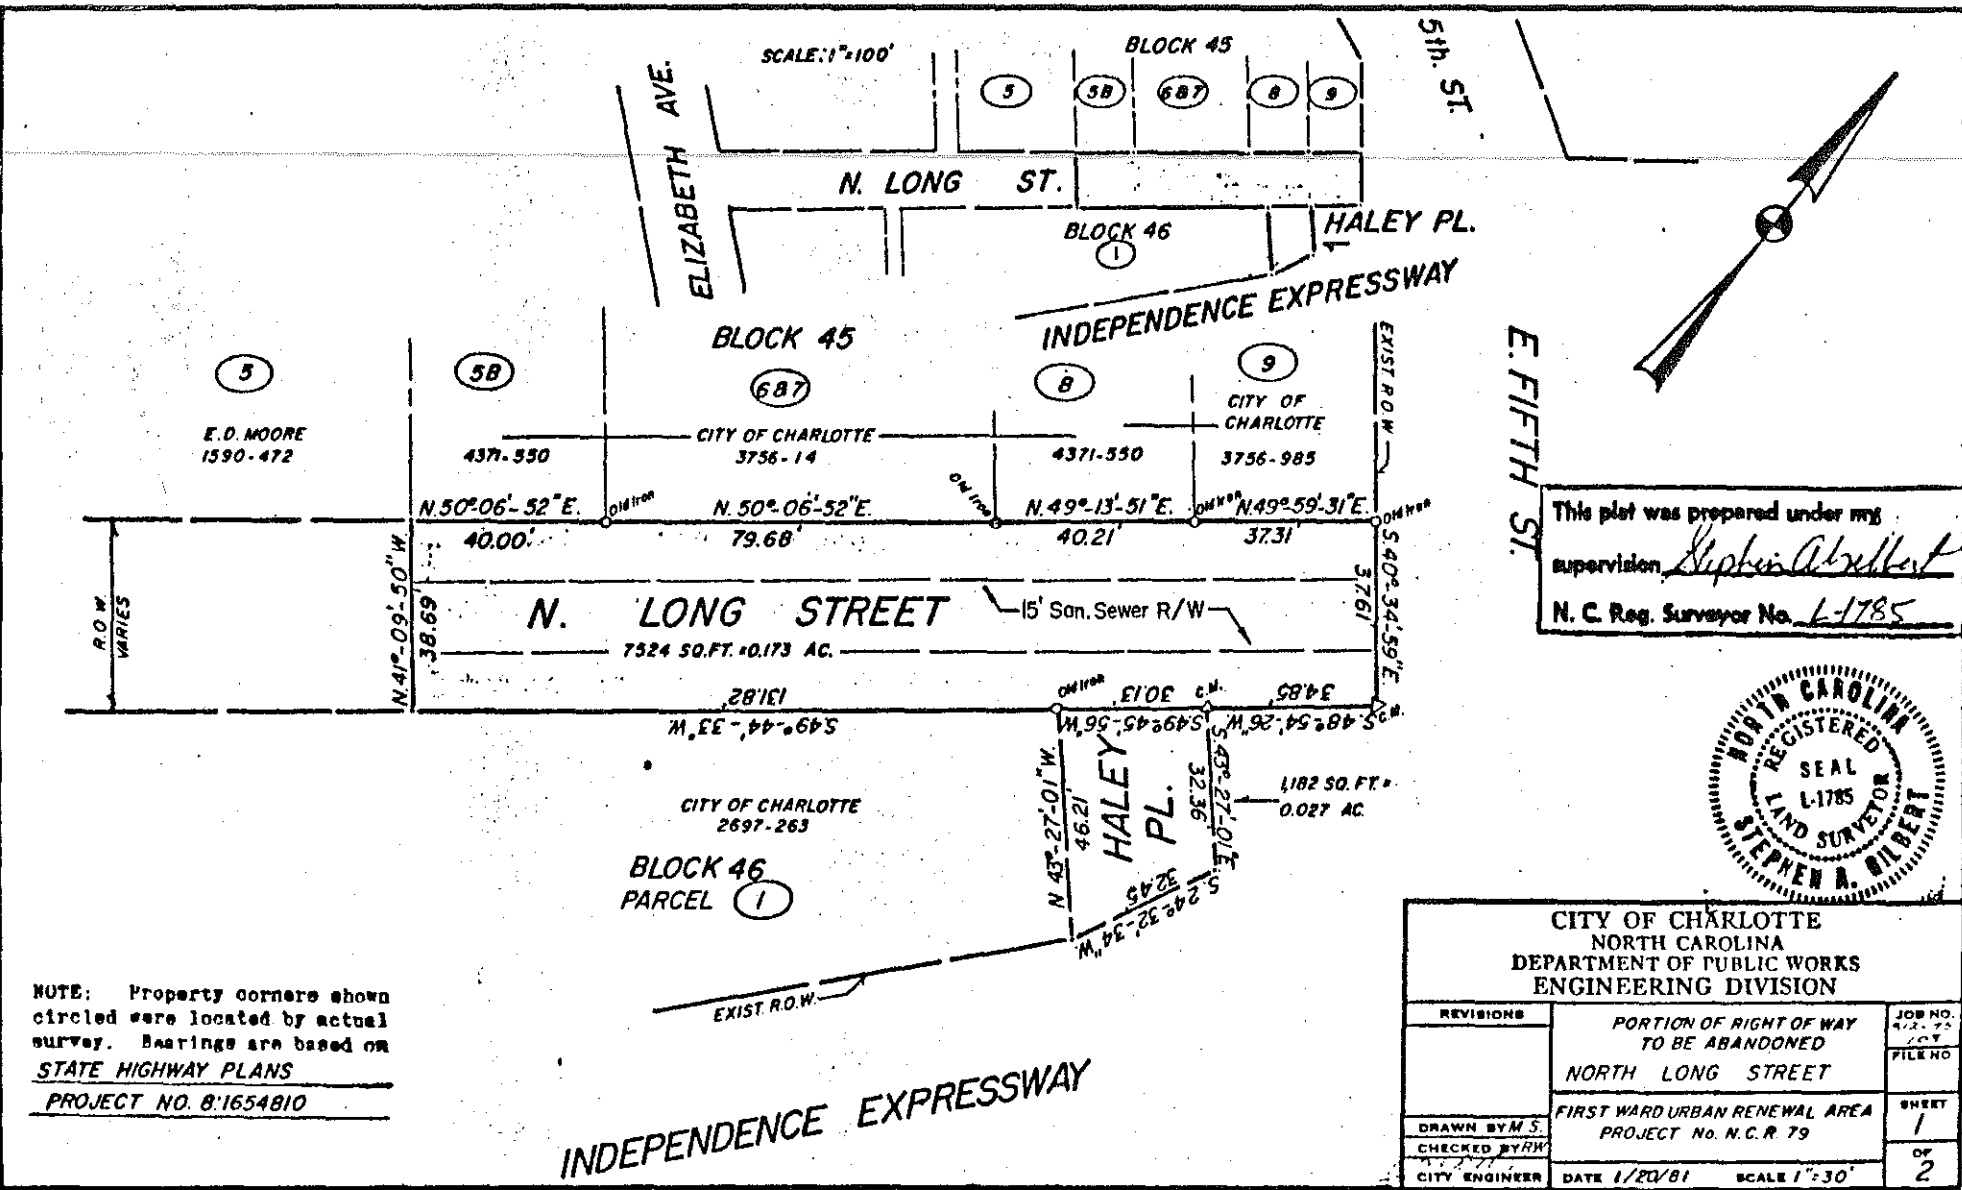 SCALE: 1"=100'
BLOCK 45
5
5B
6&7
8
9
5th. ST.
ELIZABETH AVE.
N. LONG ST.
BLOCK 46
1
HALEY PL.
INDEPENDENCE EXPRESSWAY
BLOCK 45
5
5B
6&7
8
9
E.D. MOORE
1590-472
4371-550
CITY OF CHARLOTTE
3756-14
4371-550
CITY OF
CHARLOTTE
3756-985
EXIST R.O.W.
E. FIFTH ST.
N.50°-06'-52"E.
40.00'
Old Iron
N.50°-06'-52"E.
79.68'
Old Iron
N.49°-13'-51"E.
40.21'
Old Iron
N.49°-59'-31"E.
37.31'
Old Iron
R.O.W.
VARIES
N.41°-09'-50"W.
38.69'
N. LONG STREET
15' San. Sewer R/W
7524 SQ.FT.=0.173 AC.
S.40°-34'-59"E.
37.61'
131.82'
S.49°-44'-33"W.
Old Iron
30.13'
S.49°-45'-56"W.
C.M.
34.85'
S.48°-54'-26"W.
C.M.
CITY OF CHARLOTTE
2697-263
BLOCK 46
PARCEL 1
N 43°-27'-01"W.
46.21'
HALEY PL.
S.43°-27'-01"E.
32.36'
1,182 SQ. FT.=
0.027 AC.
32.45'
S.24°-32'-34"W.
EXIST. R.O.W.
INDEPENDENCE EXPRESSWAY
NOTE: Property corners shown
circled were located by actual
survey. Bearings are based on
STATE HIGHWAY PLANS
PROJECT NO. 8.1654810
This plat was prepared under my
supervision
N. C. Reg. Surveyor No. L-1785
NORTH CAROLINA
REGISTERED
SEAL
L-1785
LAND SURVEYOR
STEPHEN A. GILBERT
CITY OF CHARLOTTE
NORTH CAROLINA
DEPARTMENT OF PUBLIC WORKS
ENGINEERING DIVISION
REVISIONS
PORTION OF RIGHT OF WAY
TO BE ABANDONED
NORTH LONG STREET
JOB NO.
FILE NO
FIRST WARD URBAN RENEWAL AREA
PROJECT No. N.C.R. 79
SHEET
1
OF
2
DRAWN BY M.S.
CHECKED BY RW
CITY ENGINEER
DATE 1/20/81
SCALE 1"=30'